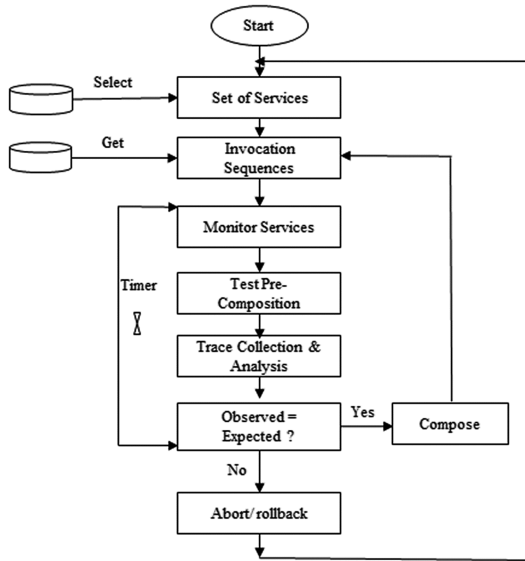 Start
Select
Set of Services
Get
Invocation
Sequences
Monitor Services
Timer
Test Pre-
Composition
Trace Collection &
Analysis
Observed =
Expected ?
Yes
Compose
No
Abort/ rollback